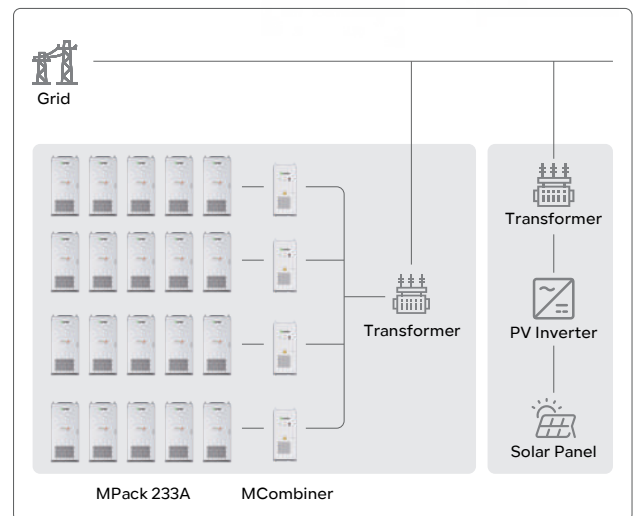 Grid
Transformer
Transformer
PV Inverter
Solar Panel
MPack 233A
MCombiner